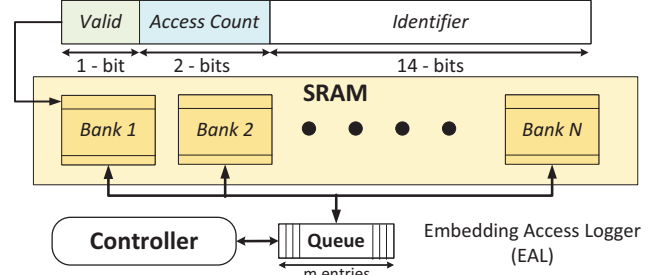 Valid Access Count Identifier
1 - bit 2 - bits 14 - bits
SRAM
Bank 1 Bank 2 Bank N
Controller Queue Embedding Access Logger
(EAL)
m entries